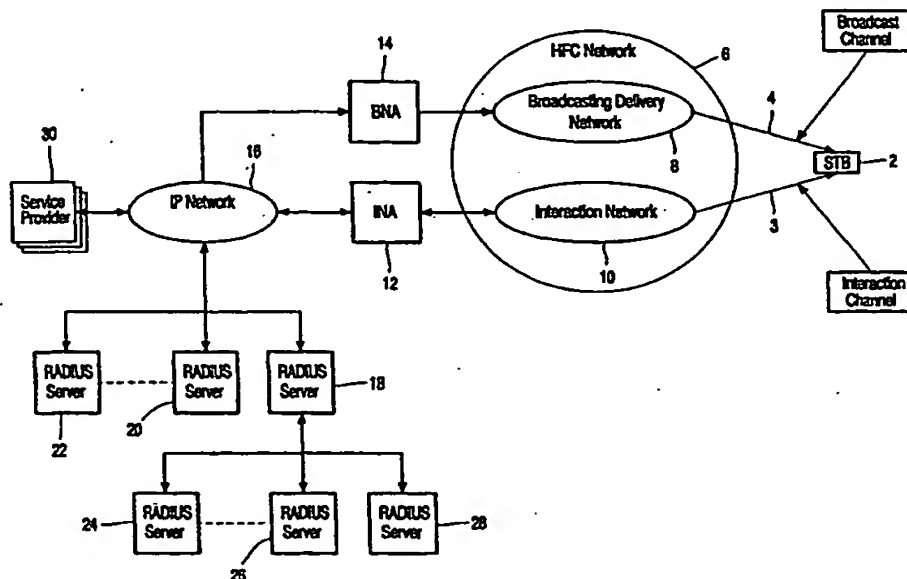 Broadcast
Channel
14
HFC Network
6
BNA
Broadcasting Delivery
Network
4
8
STB
2
30
Service
Provider
16
IP Network
INA
Interaction Network
3
12
10
Interaction
Channel
RADIUS
Server
RADIUS
Server
RADIUS
Server
18
22
20
24
RADIUS
Server
RADIUS
Server
RADIUS
Server
28
26